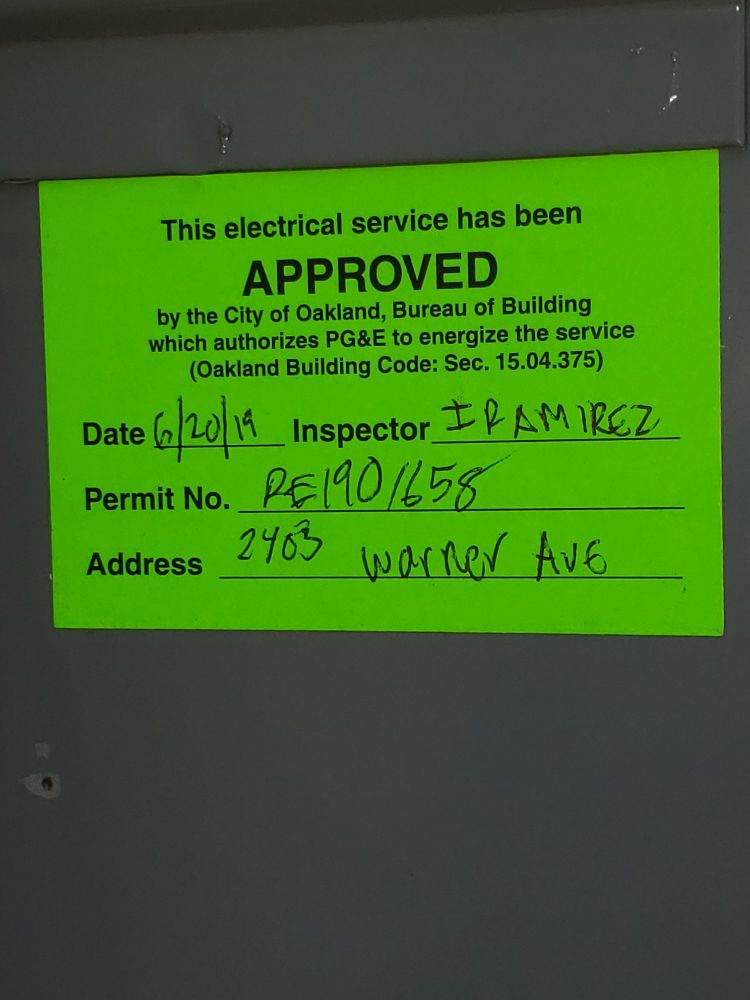 This electrical service has been
APPROVED
by the City of Oakland, Bureau of Building
which authorizes PG&E to energize the service
(Oakland Building Code: Sec. 15.04.375)
Date 6/20/19 Inspector I RAMIREZ
Permit No. RE1901658
Address 2403 Warner Ave